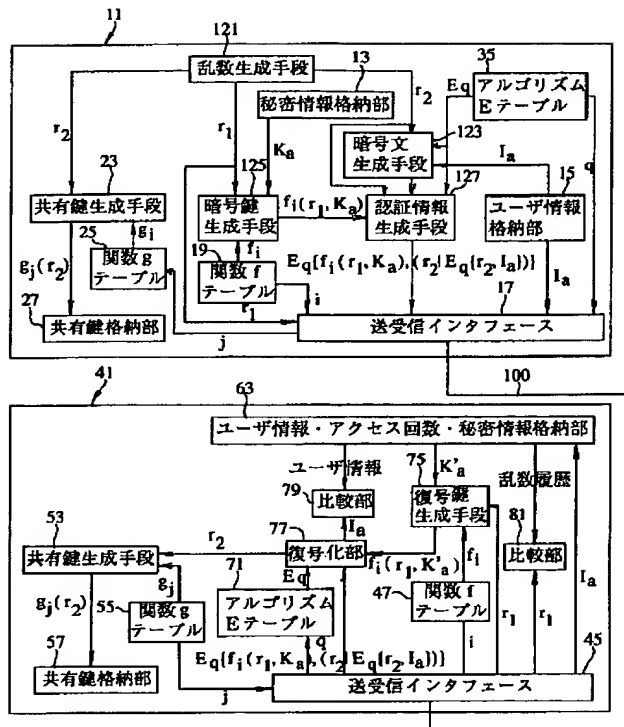 11
121
乱数生成手段
13
秘密情報格納部
35
アルゴリズム
Eテーブル
Eq
r2
r1
r2
Ka
123
暗号文
生成手段
Ia
q
23
共有鍵生成手段
125
暗号鍵
生成手段
fi(r1,Ka)
127
認証情報
生成手段
15
ユーザ情報
格納部
25
gi
関数g
テーブル
gj(r2)
19
fi
関数f
テーブル
Eq{fi(r1,Ka),(r2|Eq{r2,Ia})}
Ia
27
共有鍵格納部
r1
i
j
17
送受信インタフェース
100
41
63
ユーザ情報・アクセス回数・秘密情報格納部
ユーザ情報
K'a
乱数履歴
79
比較部
75
復号鍵
生成手段
81
比較部
Ia
53
共有鍵生成手段
r2
77
復号化部
Ia
fi(r1,K'a)
fi
r1
r1
gj
gj(r2)
55
関数g
テーブル
71
Eq
アルゴリズム
Eテーブル
47
関数f
テーブル
57
共有鍵格納部
q
Eq{fi(r1,Ka),(r2|Eq{r2,Ia})}
i
j
45
送受信インタフェース